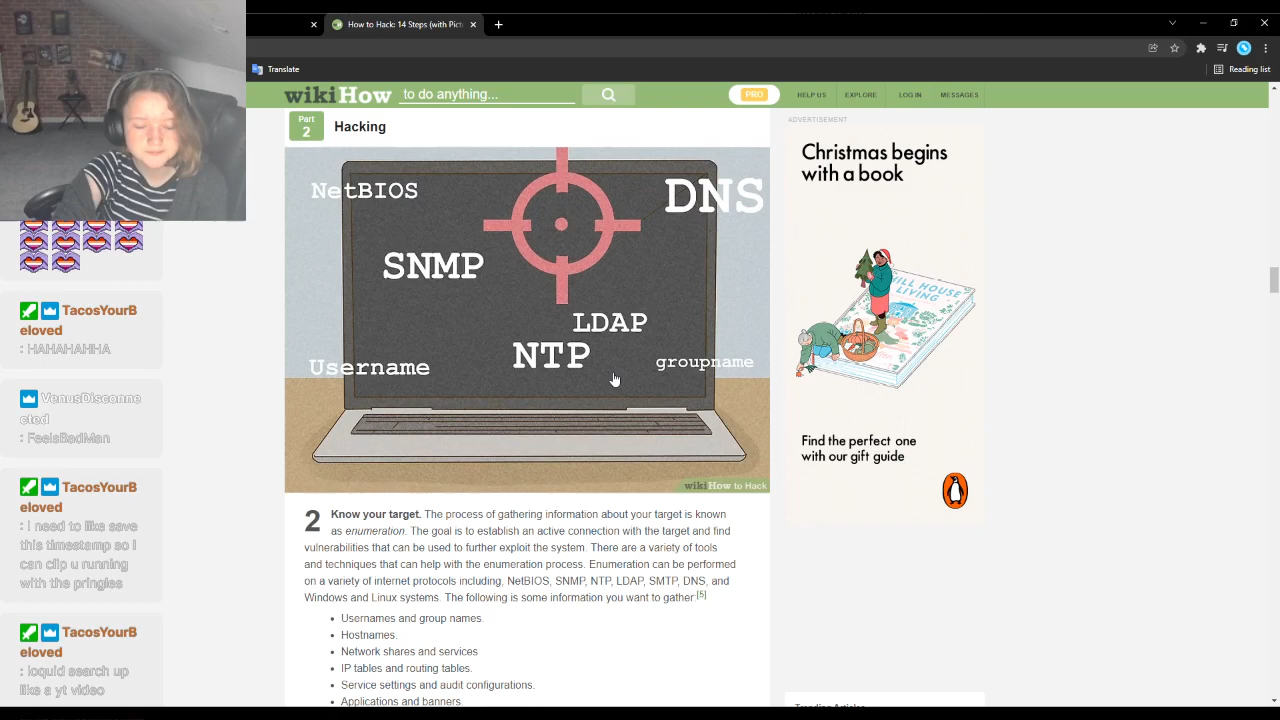 How to Hack: 14 Steps (with Pict
Translate
Reading list
wikiHow to do anything...
PRO
HELP US
EXPLORE
LOG IN
MESSAGES
Part
2
Hacking
ADVERTISEMENT
NetBIOS
DNS
SNMP
LDAP
NTP
Username
groupname
wikiHow to Hack
2 Know your target. The process of gathering information about your target is known
as enumeration. The goal is to establish an active connection with the target and find
vulnerabilities that can be used to further exploit the system. There are a variety of tools
and techniques that can help with the enumeration process. Enumeration can be performed
on a variety of internet protocols including, NetBIOS, SNMP, NTP, LDAP, SMTP, DNS, and
Windows and Linux systems. The following is some information you want to gather:[5]
• Usernames and group names.
• Hostnames.
• Network shares and services
• IP tables and routing tables.
• Service settings and audit configurations.
• Applications and banners.
Christmas begins
with a book
HILL HOUSE
LIVING
Find the perfect one
with our gift guide
Trending Articles
TacosYourB
eloved
: HAHAHAHHA
VenusDisconne
cted
: FeelsBadMan
TacosYourB
eloved
: I need to like save
this timestamp so I
can clip u running
with the pringles
TacosYourB
eloved
: loquid search up
like a yt video